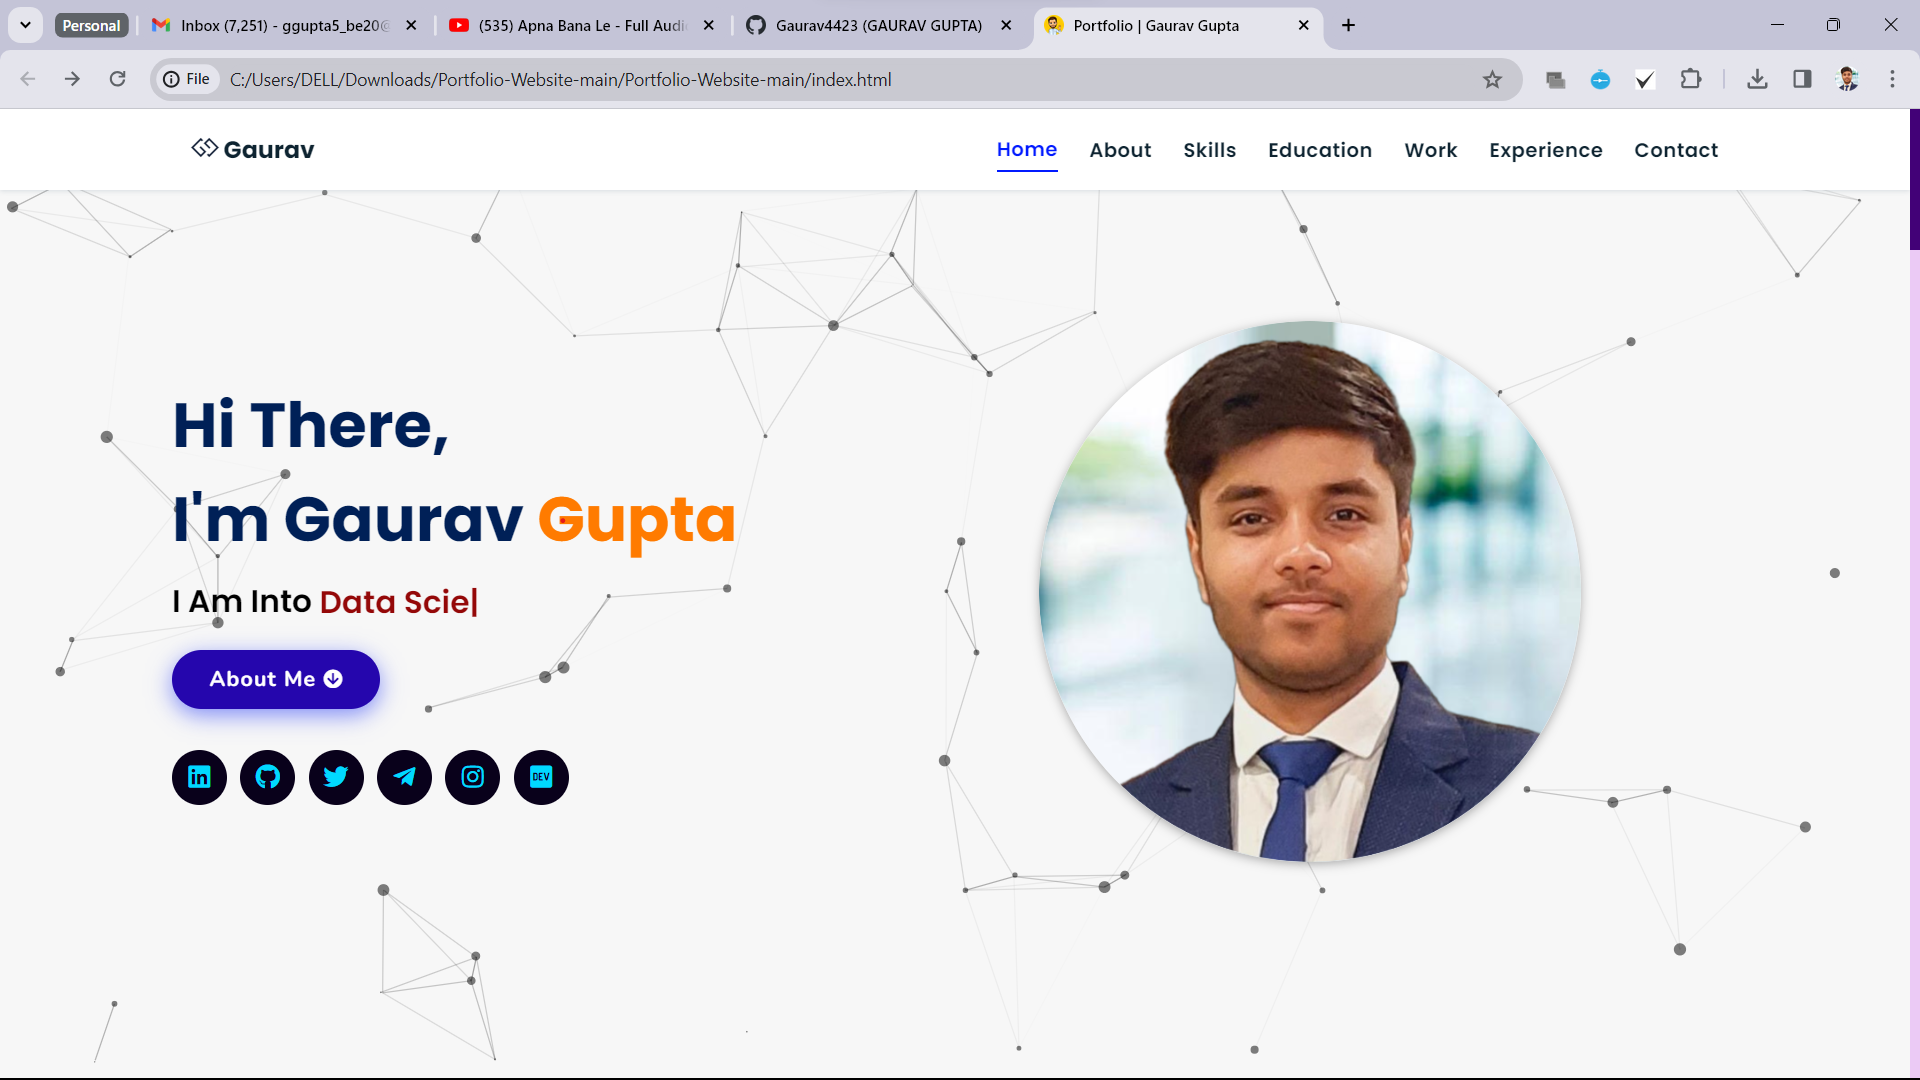 Personal
Inbox (7,251) - ggupta5_be20@
(535) Apna Bana Le - Full Audi
Gaurav4423 (GAURAV GUPTA)
Portfolio | Gaurav Gupta
File
C:/Users/DELL/Downloads/Portfolio-Website-main/Portfolio-Website-main/index.html
Gaurav
Home
About
Skills
Education
Work
Experience
Contact
Hi There,
I'm Gaurav Gupta
I Am Into Data Scie|
About Me
in
DEV